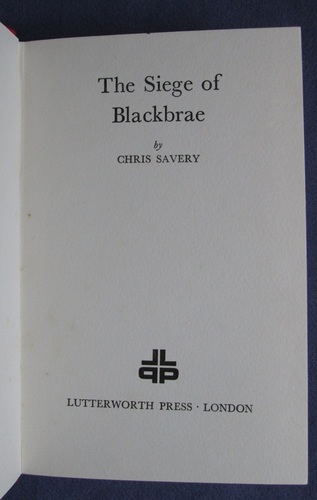 The Siege of
Blackbrae
by
CHRIS SAVERY
LUTTERWORTH PRESS · LONDON